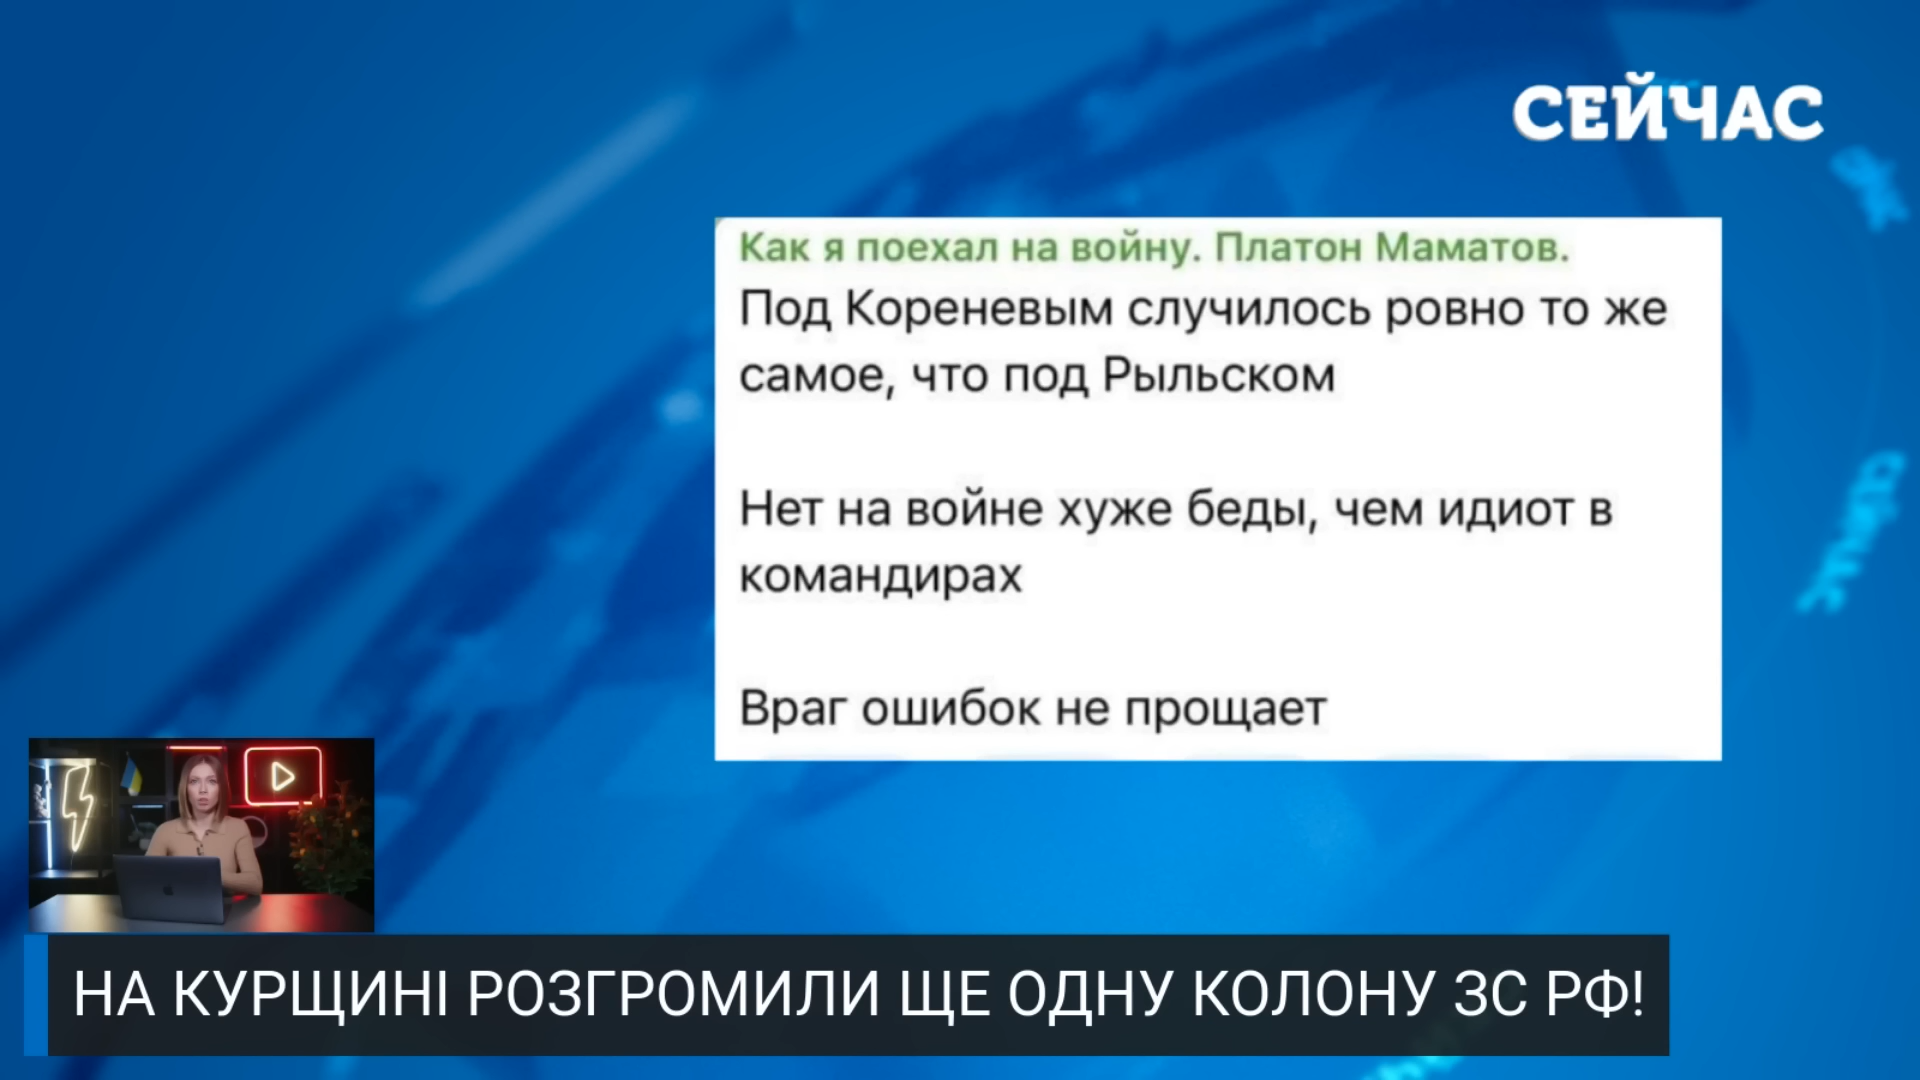 СЕЙЧАС
Как я поехал на войну. Платон Маматов.
Под Кореневым случилось ровно то же
самое, что под Рыльском
Нет на войне хуже беды, чем идиот в
командирах
Враг ошибок не прощает
НА КУРЩИНІ РОЗГРОМИЛИ ЩЕ ОДНУ КОЛОНУ ЗС РФ!